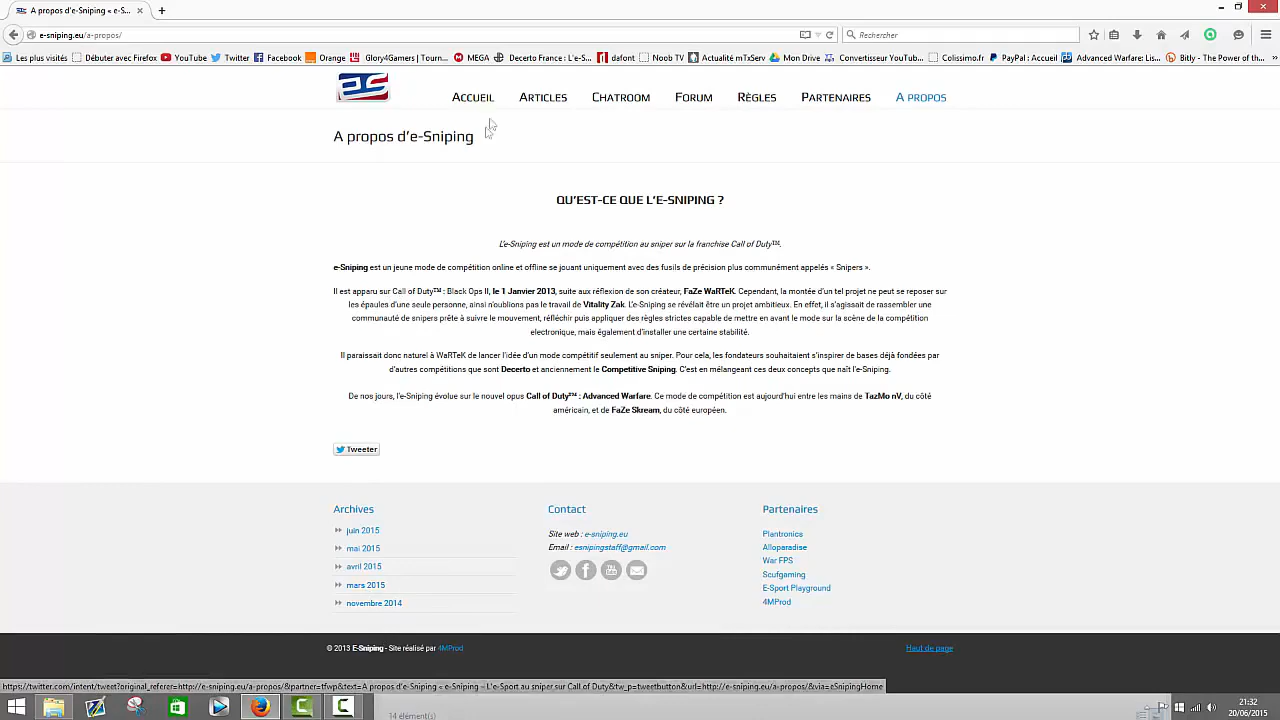 A propos d'e-Sniping « e-S...
e-sniping.eu/a-propos/
Rechercher
Les plus visités Débuter avec Firefox YouTube Twitter Facebook Orange Glory4Gamers | Tourn... MEGA Decerto France : L'e-S... dafont Noob TV Actualité mTxServ Mon Drive Convertisseur YouTub... Colissimo.fr PayPal : Accueil Advanced Warfare: Lis... Bitly - The Power of th...
ES
ACCUEIL ARTICLES CHATROOM FORUM RÈGLES PARTENAIRES A PROPOS
A propos d'e-Sniping
QU'EST-CE QUE L'E-SNIPING ?
L'e-Sniping est un mode de compétition au sniper sur la franchise Call of Duty™.
e-Sniping est un jeune mode de compétition online et offline se jouant uniquement avec des fusils de précision plus communément appelés « Snipers ».
Il est apparu sur Call of Duty™ : Black Ops II, le 1 Janvier 2013, suite aux réflexion de son créateur, FaZe WaRTeK. Cependant, la montée d'un tel projet ne peut se reposer sur
les épaules d'une seule personne, ainsi n'oublions pas le travail de Vitality Zak. L'e-Sniping se révélait être un projet ambitieux. En effet, il s'agissait de rassembler une
communauté de snipers prête à suivre le mouvement, réfléchir puis appliquer des règles strictes capable de mettre en avant le mode sur la scène de la compétition
electronique, mais également d'installer une certaine stabilité.
Il paraissait donc naturel à WaRTeK de lancer l'idée d'un mode compétitif seulement au sniper. Pour cela, les fondateurs souhaitaient s'inspirer de bases déjà fondées par
d'autres compétitions que sont Decerto et anciennement le Competitive Sniping. C'est en mélangeant ces deux concepts que naît l'e-Sniping.
De nos jours, l'e-Sniping évolue sur le nouvel opus Call of Duty™ : Advanced Warfare. Ce mode de compétition est aujourd'hui entre les mains de TazMo nV, du côté
américain, et de FaZe Skream, du côté européen.
Tweeter
Archives Contact Partenaires
juin 2015
mai 2015
avril 2015
mars 2015
novembre 2014
Site web : e-sniping.eu
Email : esnipingstaff@gmail.com
Plantronics
Alloparadise
War FPS
Scufgaming
E-Sport Playground
4MProd
© 2013 E-Sniping - Site réalisé par 4MProd Haut de page
https://twitter.com/intent/tweet?original_referer=http://e-sniping.eu/a-propos/&partner=tfwp&text=A propos d'e-Sniping « e-Sniping – L'e-Sport au sniper sur Call of Duty&tw_p=tweetbutton&url=http://e-sniping.eu/a-propos/&via=eSnipingHome
14 élément(s)
21:32
20/06/2015